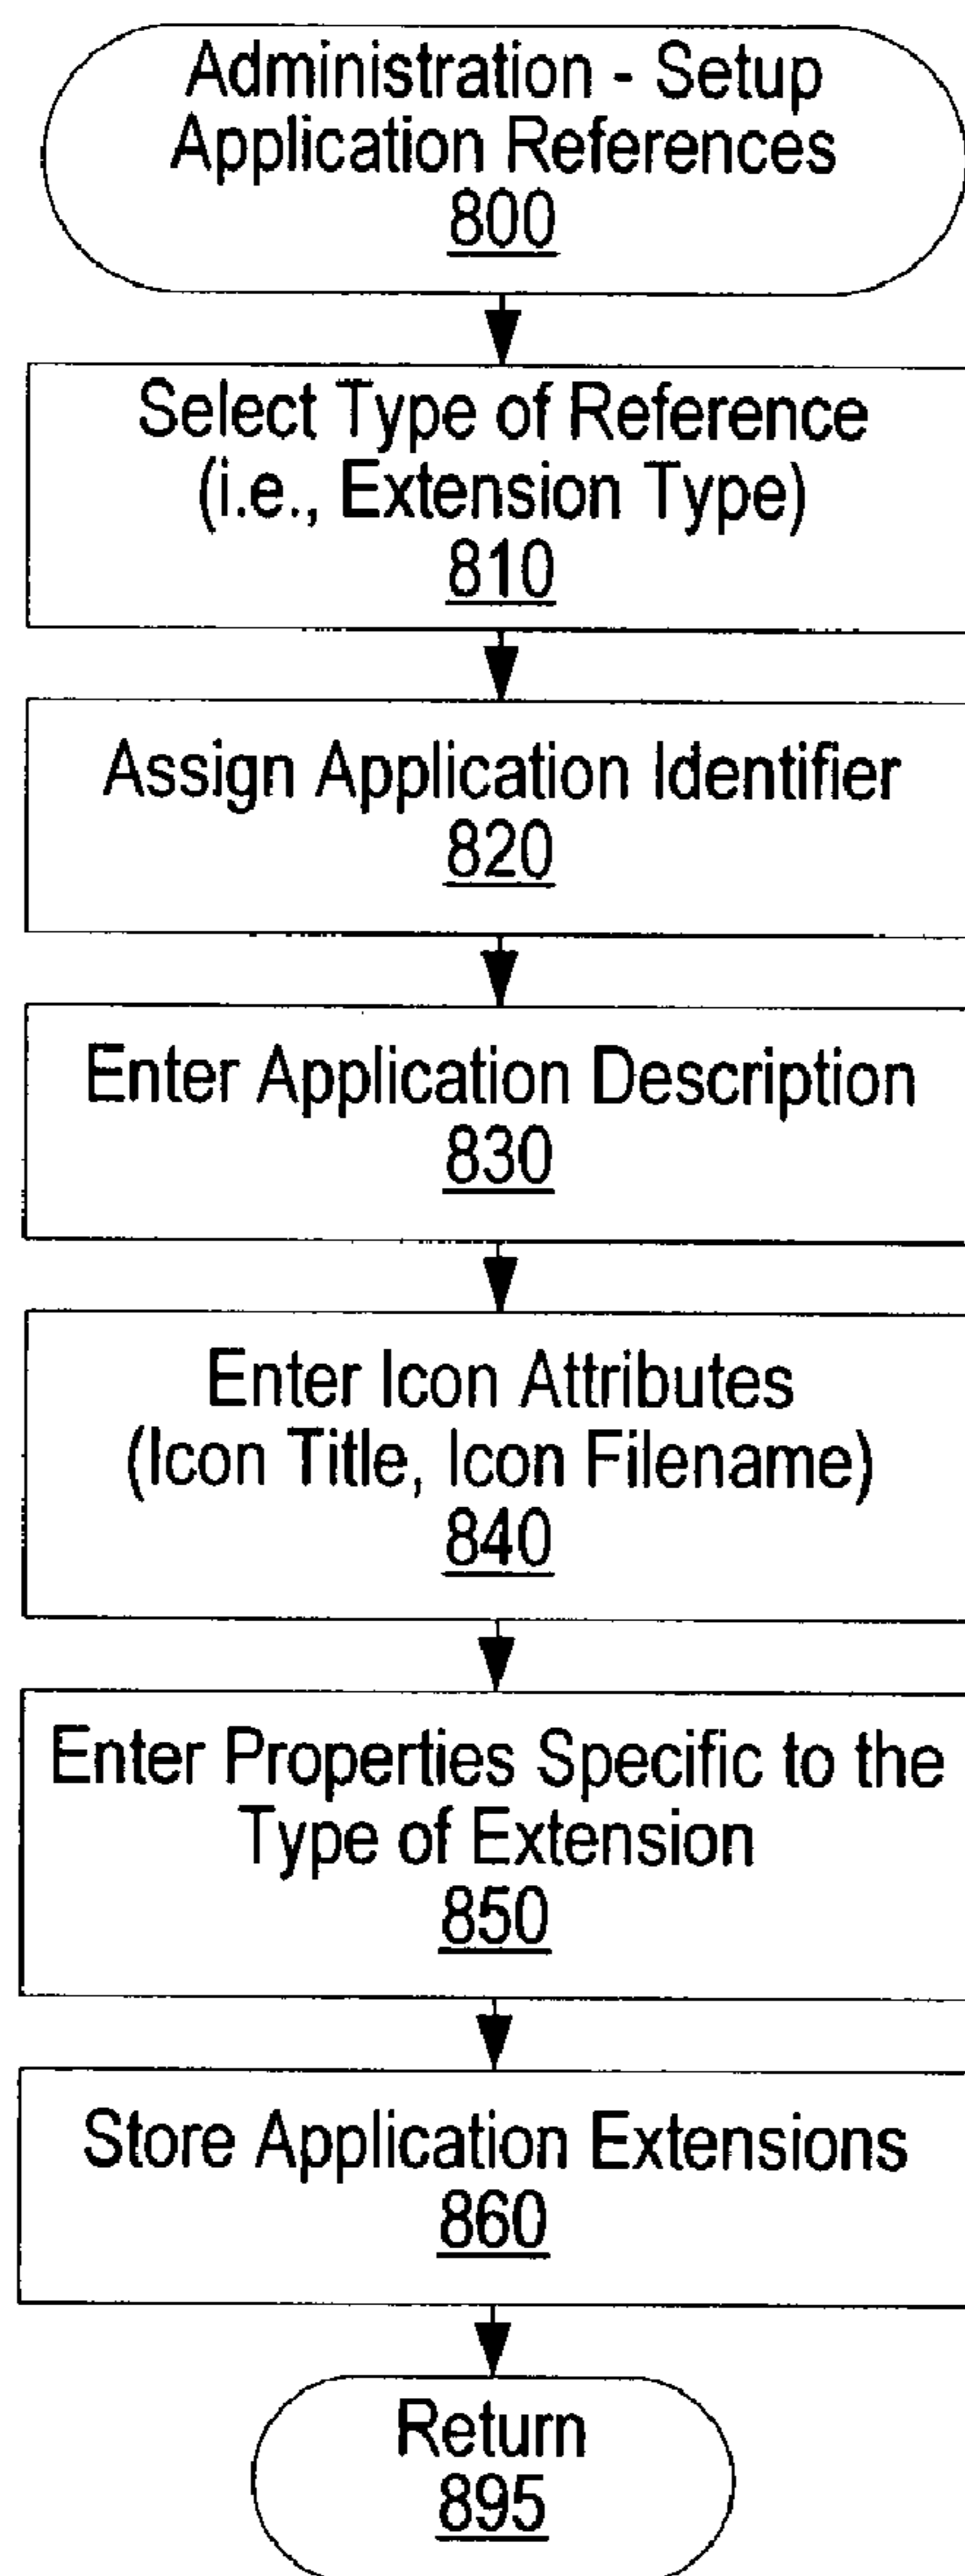 Administration - Setup
Application References
800
Select Type of Reference
(i.e., Extension Type)
810
Assign Application Identifier
820
Enter Application Description
830
Enter Icon Attributes
(Icon Title, Icon Filename)
840
Enter Properties Specific to the
Type of Extension
850
Store Application Extensions
860
Return
895